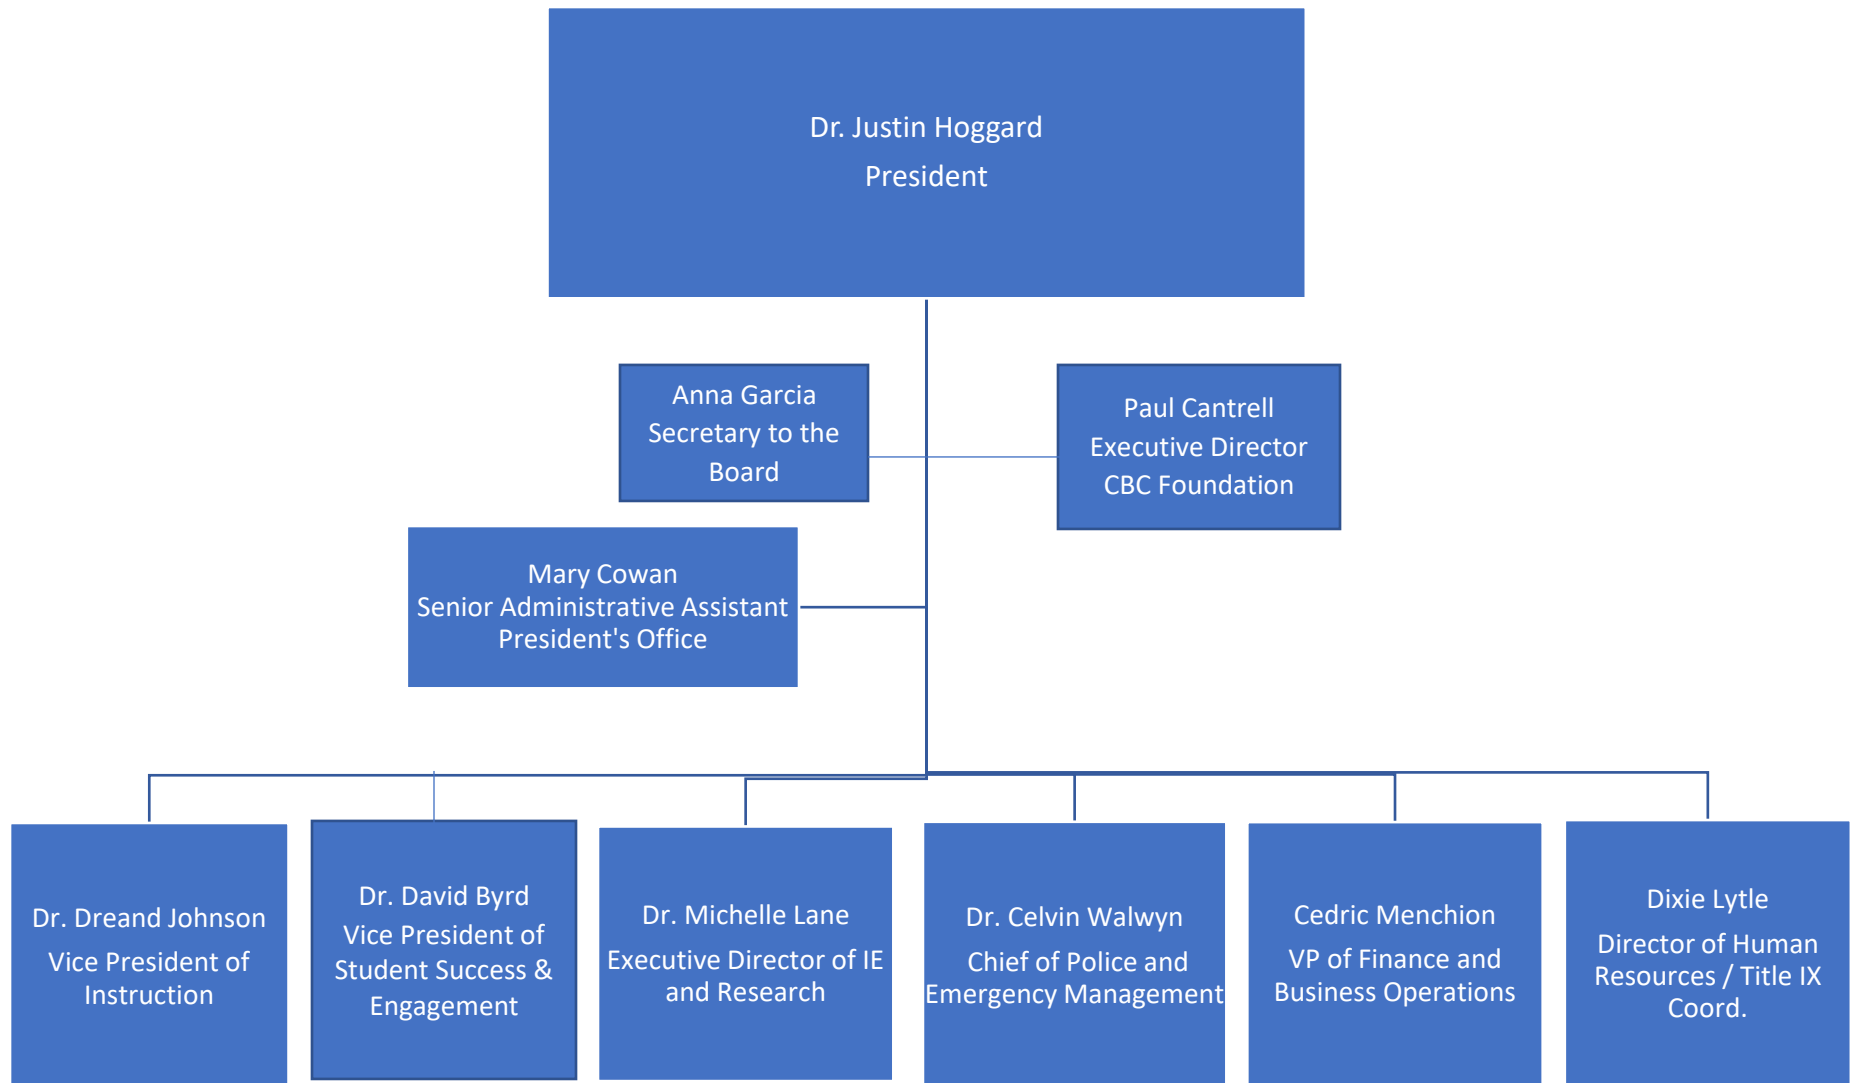 Dr. Justin Hoggard
President
Anna Garcia
Secretary to the
Board
Paul Cantrell
Executive Director
CBC Foundation
Mary Cowan
Senior Administrative Assistant
President's Office
Dr. Dreand Johnson
Vice President of
Instruction
Dr. David Byrd
Vice President of
Student Success &
Engagement
Dr. Michelle Lane
Executive Director of IE
and Research
Dr. Celvin Walwyn
Chief of Police and
Emergency Management
Cedric Menchion
VP of Finance and
Business Operations
Dixie Lytle
Director of Human
Resources / Title IX
Coord.